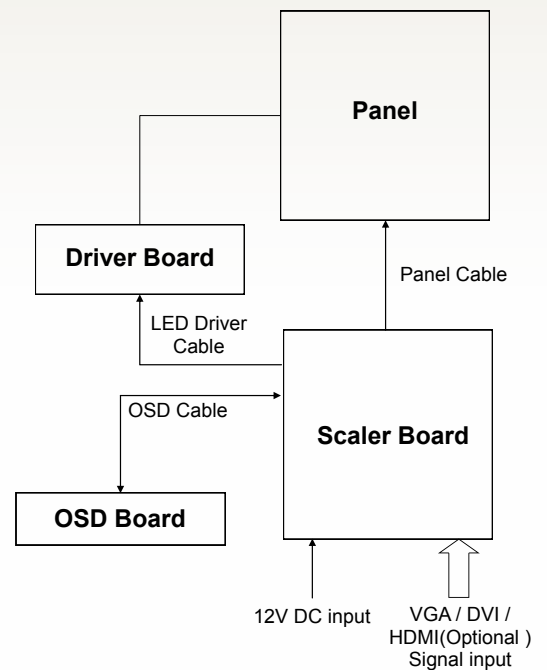 Panel
Driver Board
Panel Cable
LED Driver
Cable
OSD Cable
Scaler Board
OSD Board
12V DC input
VGA / DVI /
HDMI(Optional )
Signal input